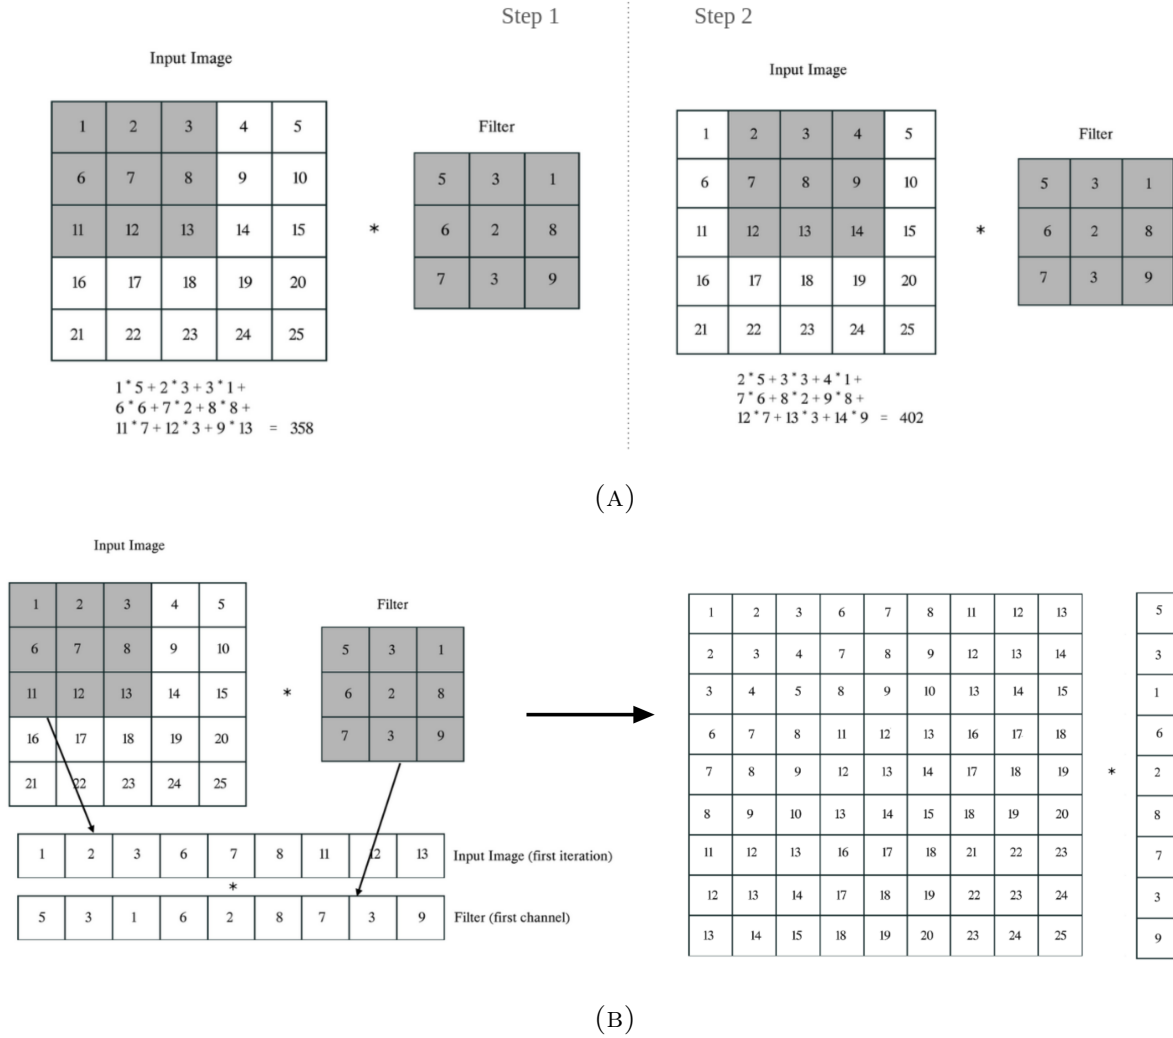 Step 1
Input Image
1 2 3 4 5
6 7 8 9 10
11 12 13 14 15
16 17 18 19 20
21 22 23 24 25
*
Filter
5 3 1
6 2 8
7 3 9
1 * 5 + 2 * 3 + 3 * 1 +
6 * 6 + 7 * 2 + 8 * 8 +
11 * 7 + 12 * 3 + 9 * 13 = 358
Step 2
Input Image
1 2 3 4 5
6 7 8 9 10
11 12 13 14 15
16 17 18 19 20
21 22 23 24 25
*
Filter
5 3 1
6 2 8
7 3 9
2 * 5 + 3 * 3 + 4 * 1 +
7 * 6 + 8 * 2 + 9 * 8 +
12 * 7 + 13 * 3 + 14 * 9 = 402
(A)
Input Image
1 2 3 4 5
6 7 8 9 10
11 12 13 14 15
16 17 18 19 20
21 22 23 24 25
*
Filter
5 3 1
6 2 8
7 3 9
1 2 3 6 7 8 11 12 13 Input Image (first iteration)
*
5 3 1 6 2 8 7 3 9 Filter (first channel)
1 2 3 6 7 8 11 12 13
2 3 4 7 8 9 12 13 14
3 4 5 8 9 10 13 14 15
6 7 8 11 12 13 16 17 18
7 8 9 12 13 14 17 18 19
8 9 10 13 14 15 18 19 20
11 12 13 16 17 18 21 22 23
12 13 14 17 18 19 22 23 24
13 14 15 18 19 20 23 24 25
*
5
3
1
6
2
8
7
3
9
(B)